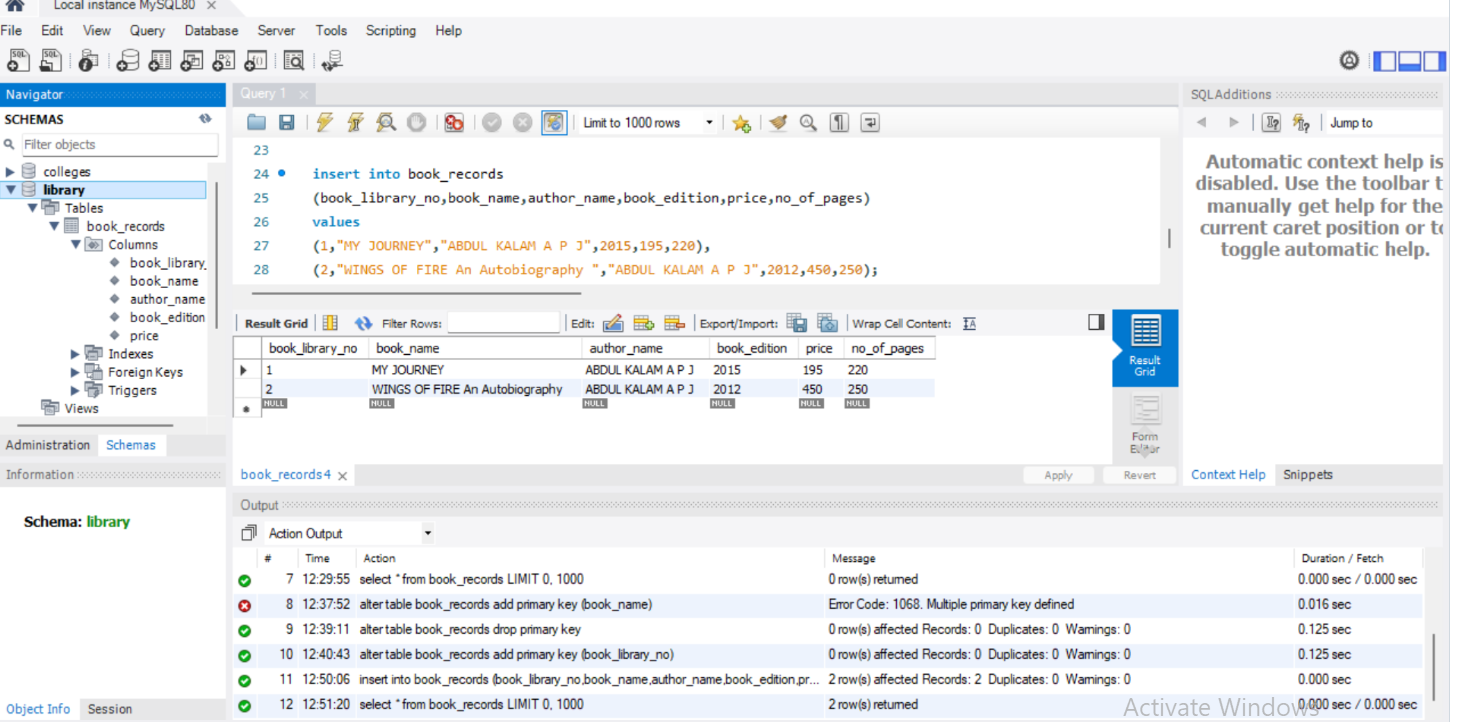 Local instance MySQL80 ×
File Edit View Query Database Server Tools Scripting Help
Navigator
SCHEMAS
Filter objects
colleges
library
Tables
book_records
Columns
book_library_
book_name
author_name
book_edition
price
Indexes
Foreign Keys
Triggers
Views
Administration Schemas
Information
Schema: library
Object Info Session
Query 1 ×
Limit to 1000 rows
23
24 insert into book_records
25 (book_library_no,book_name,author_name,book_edition,price,no_of_pages)
26 values
27 (1,"MY JOURNEY","ABDUL KALAM A P J",2015,195,220),
28 (2,"WINGS OF FIRE An Autobiography ","ABDUL KALAM A P J",2012,450,250);
Result Grid Filter Rows: Edit: Export/Import: Wrap Cell Content:
book_library_no book_name author_name book_edition price no_of_pages
1 MY JOURNEY ABDUL KALAM A P J 2015 195 220
2 WINGS OF FIRE An Autobiography ABDUL KALAM A P J 2012 450 250
NULL NULL NULL NULL NULL NULL
Result
Grid
Form
Editor
book_records4 ×
Apply Revert
SQLAdditions
Jump to
Automatic context help is
disabled. Use the toolbar t
manually get help for the
current caret position or to
toggle automatic help.
Context Help Snippets
Output
Action Output
# Time Action Message Duration / Fetch
7 12:29:55 select * from book_records LIMIT 0, 1000 0 row(s) returned 0.000 sec / 0.000 sec
8 12:37:52 alter table book_records add primary key (book_name) Error Code: 1068. Multiple primary key defined 0.016 sec
9 12:39:11 alter table book_records drop primary key 0 row(s) affected Records: 0 Duplicates: 0 Warnings: 0 0.125 sec
10 12:40:43 alter table book_records add primary key (book_library_no) 0 row(s) affected Records: 0 Duplicates: 0 Warnings: 0 0.125 sec
11 12:50:06 insert into book_records (book_library_no,book_name,author_name,book_edition,pr... 2 row(s) affected Records: 2 Duplicates: 0 Warnings: 0 0.000 sec
12 12:51:20 select * from book_records LIMIT 0, 1000 2 row(s) returned 0.000 sec / 0.000 sec
Activate Windows